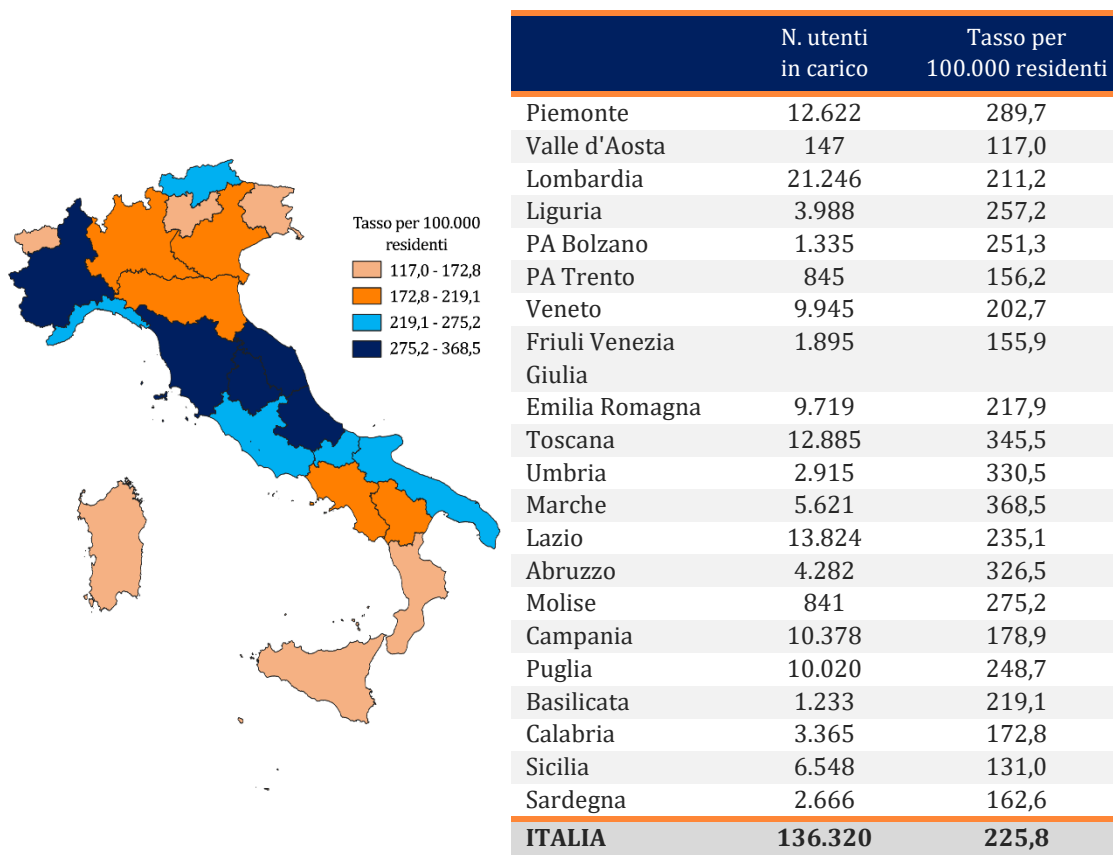 Tasso per 100.000
residenti
117,0 - 172,8
172,8 - 219,1
219,1 - 275,2
275,2 - 368,5
N. utenti in carico Tasso per 100.000 residenti
Piemonte 12.622 289,7
Valle d'Aosta 147 117,0
Lombardia 21.246 211,2
Liguria 3.988 257,2
PA Bolzano 1.335 251,3
PA Trento 845 156,2
Veneto 9.945 202,7
Friuli Venezia 1.895 155,9
Giulia
Emilia Romagna 9.719 217,9
Toscana 12.885 345,5
Umbria 2.915 330,5
Marche 5.621 368,5
Lazio 13.824 235,1
Abruzzo 4.282 326,5
Molise 841 275,2
Campania 10.378 178,9
Puglia 10.020 248,7
Basilicata 1.233 219,1
Calabria 3.365 172,8
Sicilia 6.548 131,0
Sardegna 2.666 162,6
ITALIA 136.320 225,8